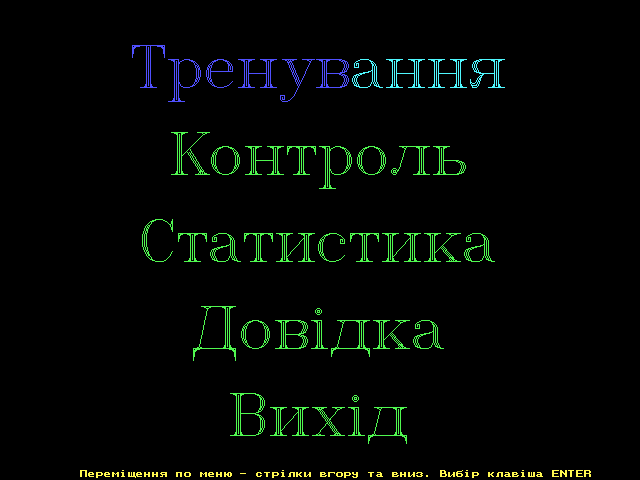 Тренування
Контроль
Статистика
Довідка
Вихід
Переміщення по меню - стрілки вгору та вниз. Вибір клавіша ENTER